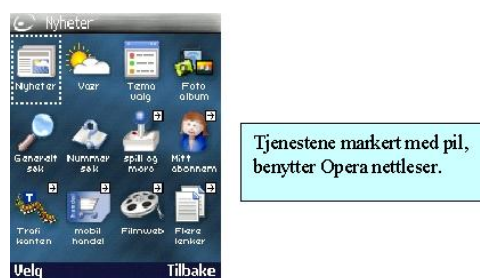 Nyheter
Nyheter Vær Tema valg Foto album
Generelt søk Nummer søk spill og moro Mitt abonnem
Trafi kanten mobil handel Filmweb Flere lenker
Velg Tilbake
Tjenestene markert med pil,
benytter Opera nettleser.